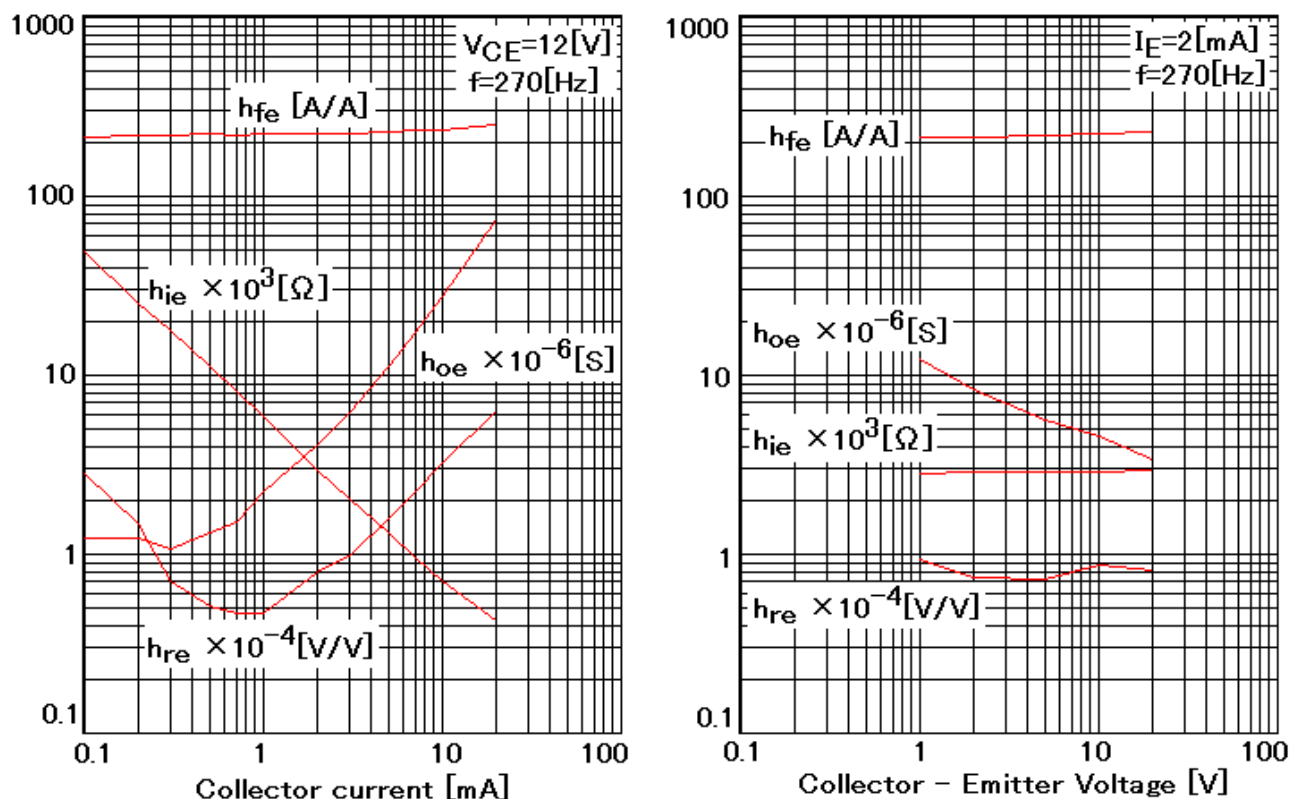 1000
V_CE=12[V]
f=270[Hz]
h_fe [A/A]
100
h_ie ×10^3[Ω]
h_oe ×10^-6[S]
10
1
h_re ×10^-4[V/V]
0.1
0.1 1 10 100
Collector current [mA]
1000
I_E=2[mA]
f=270[Hz]
h_fe [A/A]
100
h_oe ×10^-6[S]
10
h_ie ×10^3[Ω]
1
h_re ×10^-4[V/V]
0.1
0.1 1 10 100
Collector - Emitter Voltage [V]